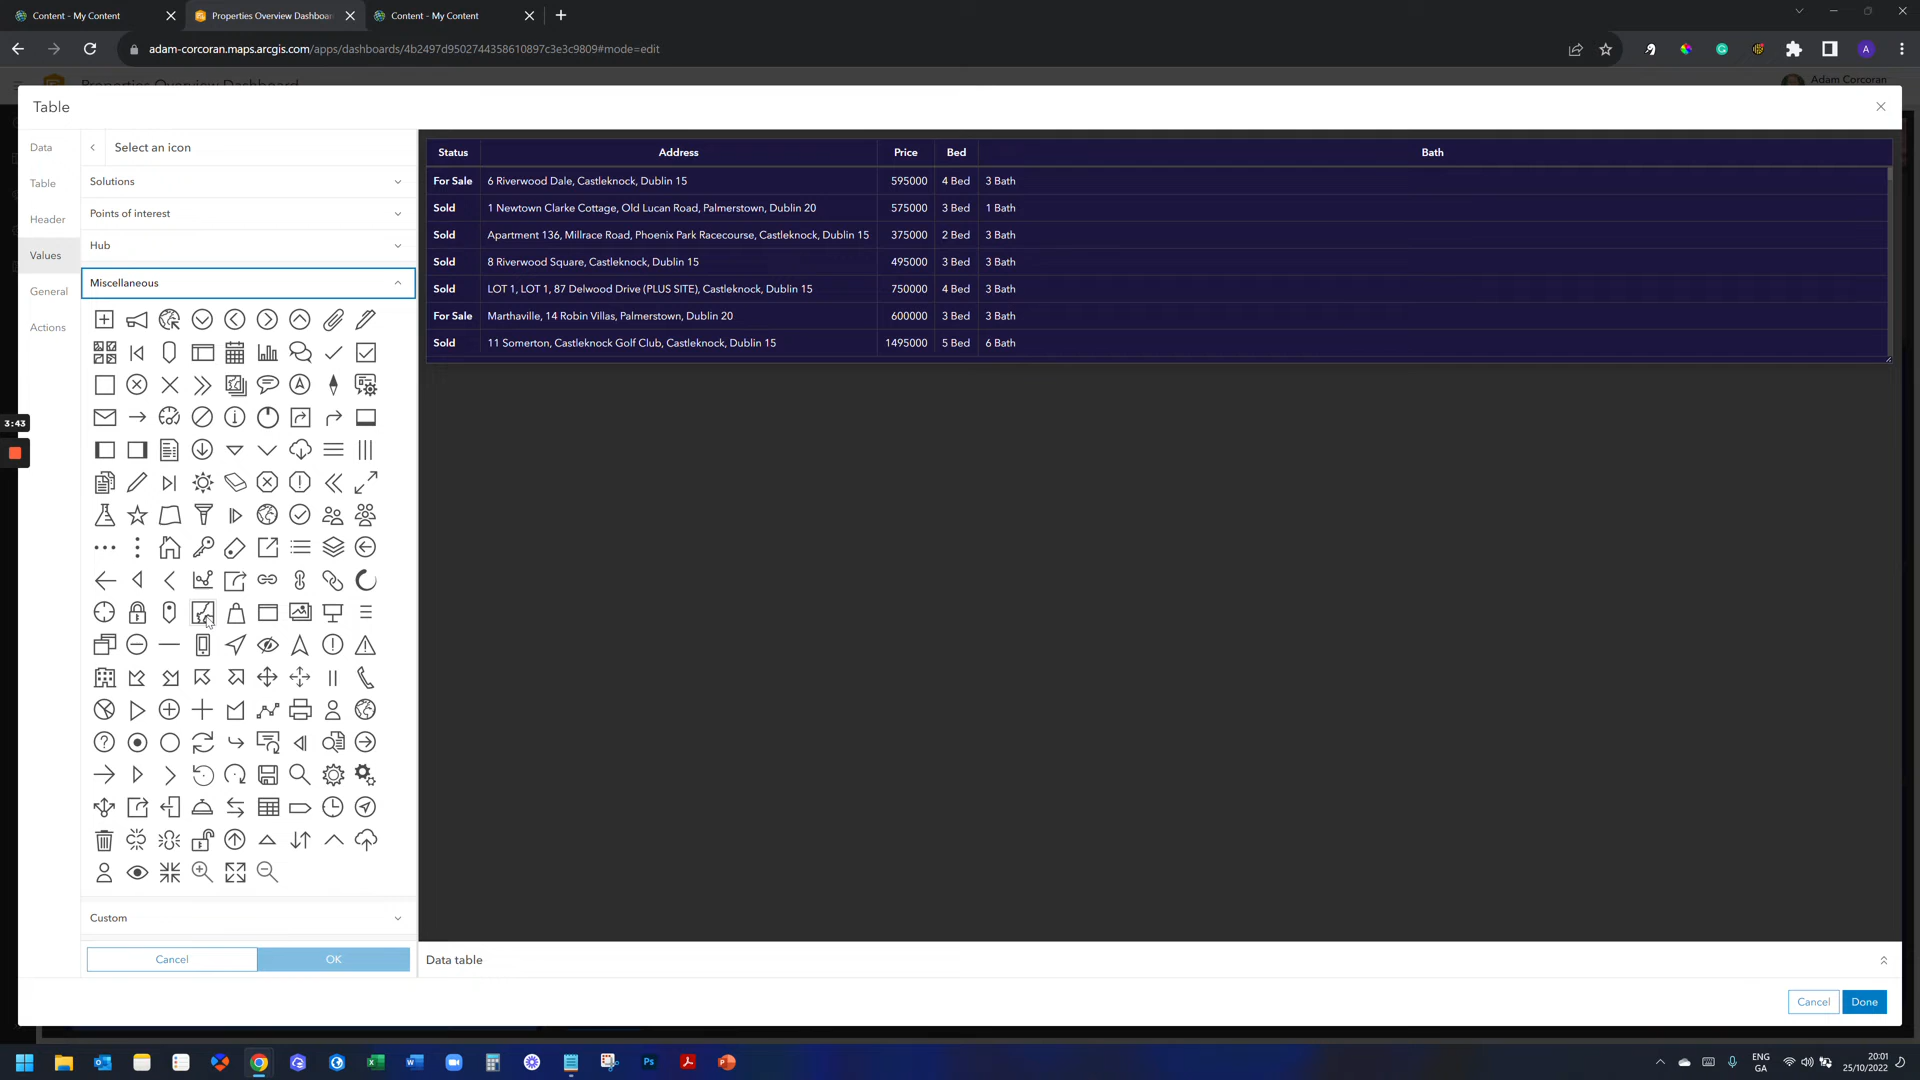 Content - My Content
Properties Overview Dashboa
Content - My Content
adam-corcoran.maps.arcgis.com/apps/dashboards/4b2497d9502744358610897c3e3c9809#mode=edit
A
Properties Overview Dashboard
Adam Corcoran
Table
Data
Table
Header
Values
General
Actions
Select an icon
Solutions
Points of interest
Hub
Miscellaneous
Custom
Cancel
OK
Status Address Price Bed Bath
For Sale 6 Riverwood Dale, Castleknock, Dublin 15 595000 4 Bed 3 Bath
Sold 1 Newtown Clarke Cottage, Old Lucan Road, Palmerstown, Dublin 20 575000 3 Bed 1 Bath
Sold Apartment 136, Millrace Road, Phoenix Park Racecourse, Castleknock, Dublin 15 375000 2 Bed 3 Bath
Sold 8 Riverwood Square, Castleknock, Dublin 15 495000 3 Bed 3 Bath
Sold LOT 1, LOT 1, 87 Delwood Drive (PLUS SITE), Castleknock, Dublin 15 750000 4 Bed 3 Bath
For Sale Marthaville, 14 Robin Villas, Palmerstown, Dublin 20 600000 3 Bed 3 Bath
Sold 11 Somerton, Castleknock Golf Club, Castleknock, Dublin 15 1495000 5 Bed 6 Bath
3:43
Data table
Cancel
Done
ENG
GA
20:01
25/10/2022